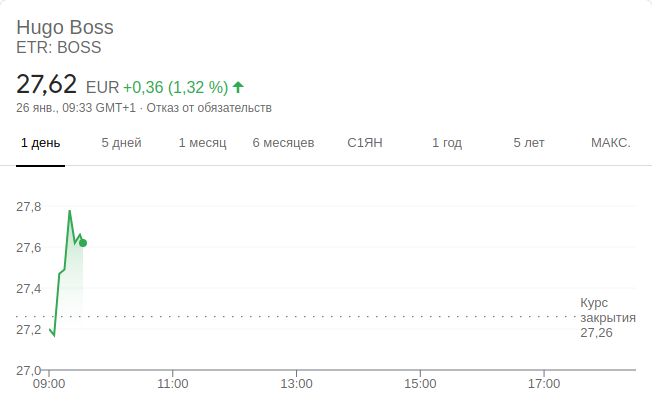 Hugo Boss
ETR: BOSS
27,62 EUR +0,36 (1,32 %)
26 янв., 09:33 GMT+1 · Отказ от обязательств
1 день 5 дней 1 месяц 6 месяцев С1ЯН 1 год 5 лет МАКС.
27,8
27,6
27,4
27,2
27,0
Курс
закрытия
27,26
09:00 11:00 13:00 15:00 17:00